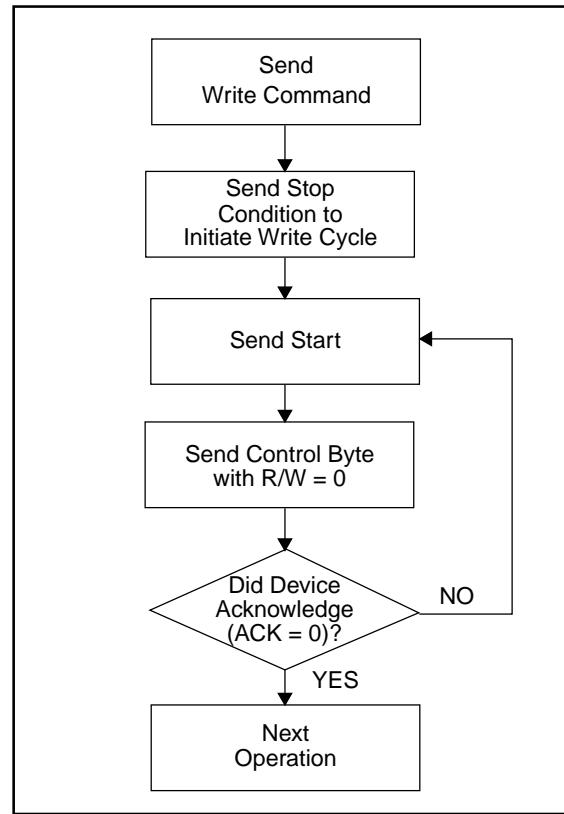 Send
Write Command
Send Stop
Condition to
Initiate Write Cycle
Send Start
Send Control Byte
with R/W = 0
Did Device
Acknowledge
(ACK = 0)?
NO
YES
Next
Operation